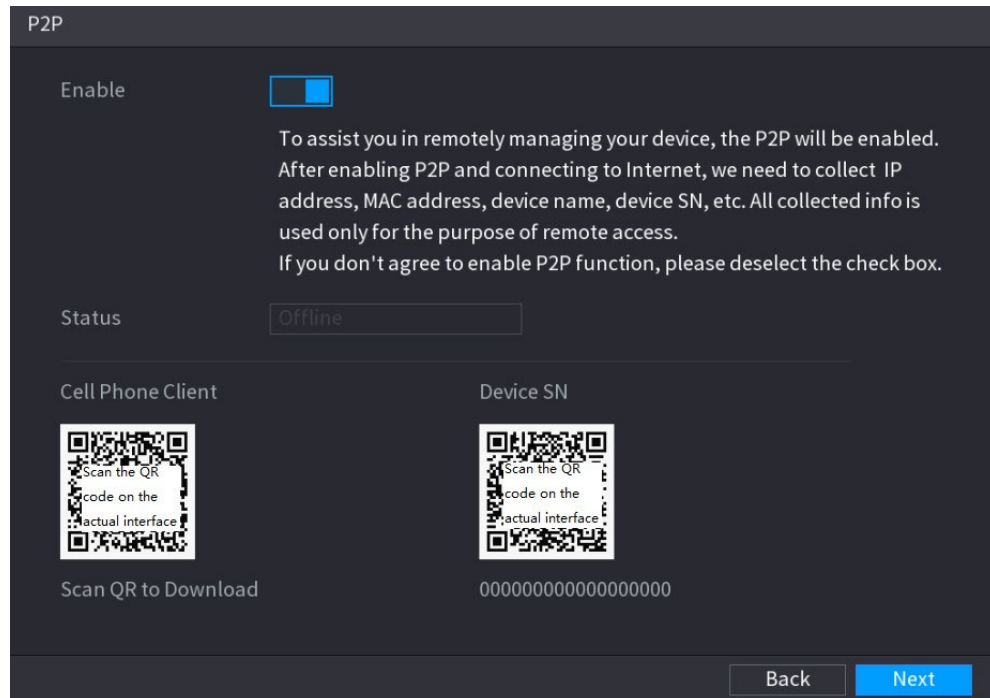 P2P
Enable
To assist you in remotely managing your device, the P2P will be enabled.
After enabling P2P and connecting to Internet, we need to collect IP
address, MAC address, device name, device SN, etc. All collected info is
used only for the purpose of remote access.
If you don't agree to enable P2P function, please deselect the check box.
Status
Offline
Cell Phone Client
Device SN
Scan the QR
code on the
actual interface
Scan the QR
code on the
actual interface
Scan QR to Download
000000000000000000
Back
Next